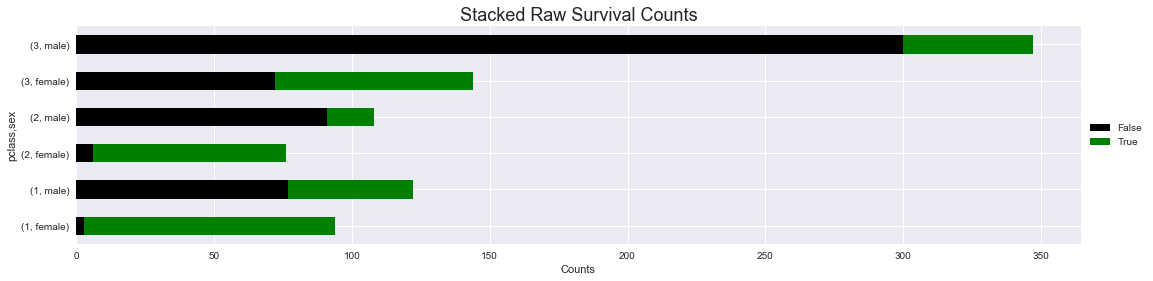 Stacked Raw Survival Counts
pclass,sex
(3, male)
(3, female)
(2, male)
(2, female)
(1, male)
(1, female)
0 50 100 150 200 250 300 350
Counts
False
True